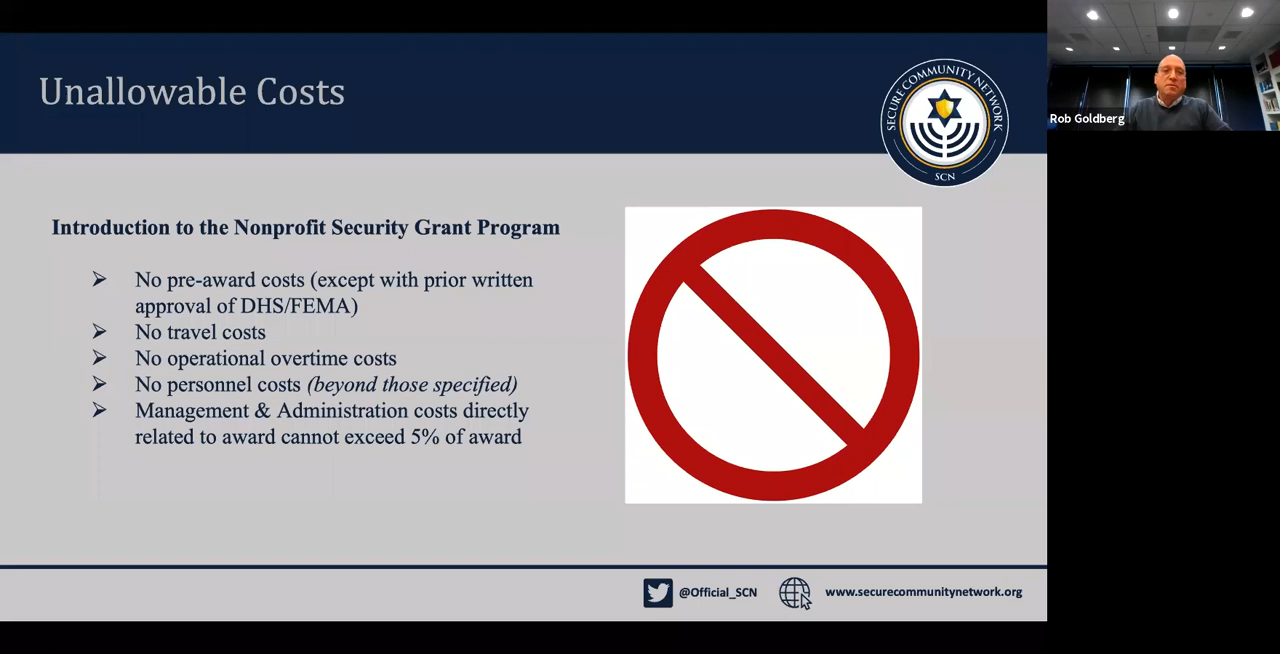 Unallowable Costs
SECURE COMMUNITY NETWORK
SCN
Rob Goldberg
Introduction to the Nonprofit Security Grant Program
No pre-award costs (except with prior written
approval of DHS/FEMA)
No travel costs
No operational overtime costs
No personnel costs (beyond those specified)
Management & Administration costs directly
related to award cannot exceed 5% of award
@Official_SCN
www.securecommunitynetwork.org